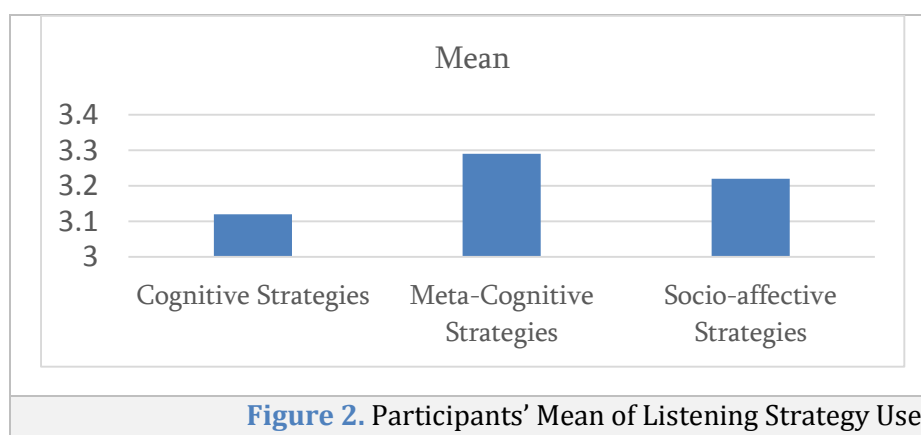 Mean
3.4
3.3
3.2
3.1
3
Cognitive Strategies
Meta-Cognitive
Strategies
Socio-affective
Strategies
Figure 2. Participants’ Mean of Listening Strategy Use